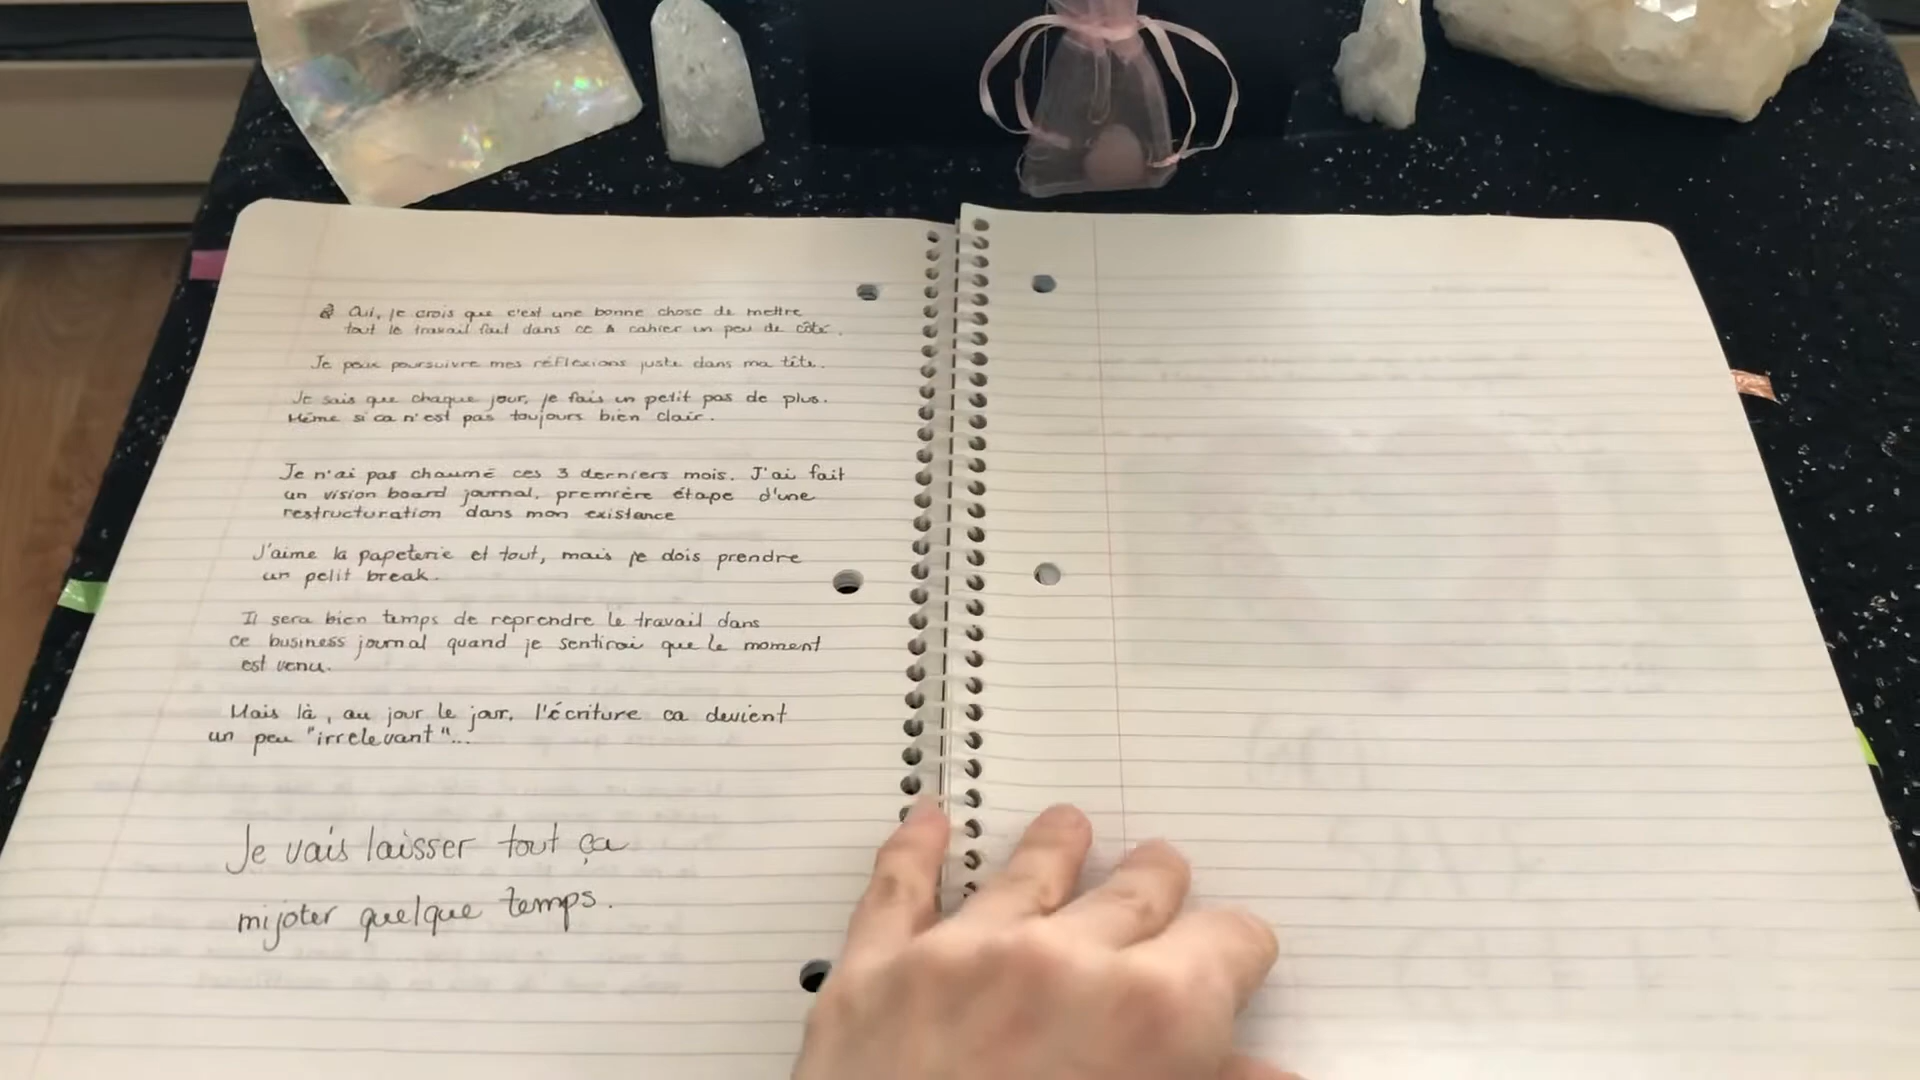 Oui, je crois que c'est une bonne chose de mettre
tout le travail fait dans ce cahier un peu de côté.
Je peux poursuivre mes réflexions juste dans ma tête.
Je sais que chaque jour, je fais un petit pas de plus.
Même si ca n'est pas toujours bien clair.
Je n'ai pas chaumé ces 3 derniers mois. J'ai fait
un vision board journal, première étape d'une
restructuration dans mon existence
J'aime la papeterie et tout, mais je dois prendre
un petit break.
Il sera bien temps de reprendre le travail dans
ce business journal quand je sentirai que le moment
est venu.
Mais là, au jour le jour, l'écriture ca devient
un peu "irrelevant"...
Je vais laisser tout ça
mijoter quelque temps.